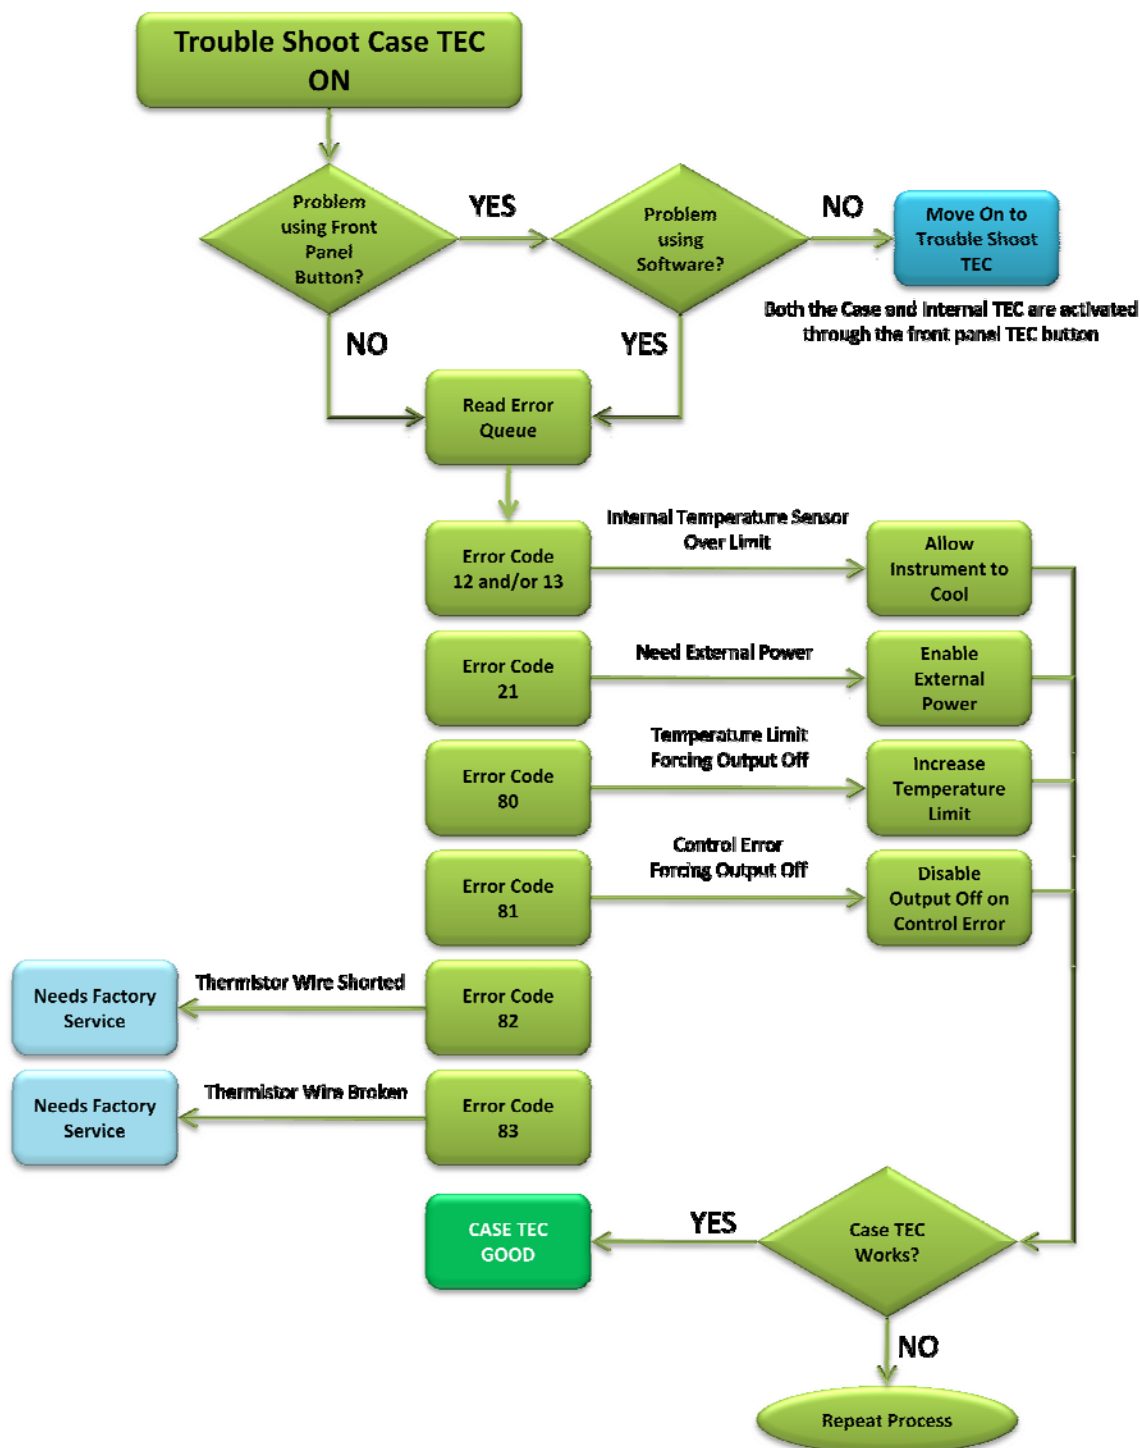 Trouble Shoot Case TEC
ON
Problem
using Front
Panel
Button?
YES
Problem
using
Software?
NO
Move On to
Trouble Shoot
TEC
Both the Case and Internal TEC are activated
through the front panel TEC button
NO
YES
Read Error
Queue
Error Code
12 and/or 13
Internal Temperature Sensor
Over Limit
Allow
Instrument to
Cool
Error Code
21
Need External Power
Enable
External
Power
Error Code
80
Temperature Limit
Forcing Output Off
Increase
Temperature
Limit
Error Code
81
Control Error
Forcing Output Off
Disable
Output Off on
Control Error
Needs Factory
Service
Thermistor Wire Shorted
Error Code
82
Needs Factory
Service
Thermistor Wire Broken
Error Code
83
CASE TEC
GOOD
YES
Case TEC
Works?
NO
Repeat Process